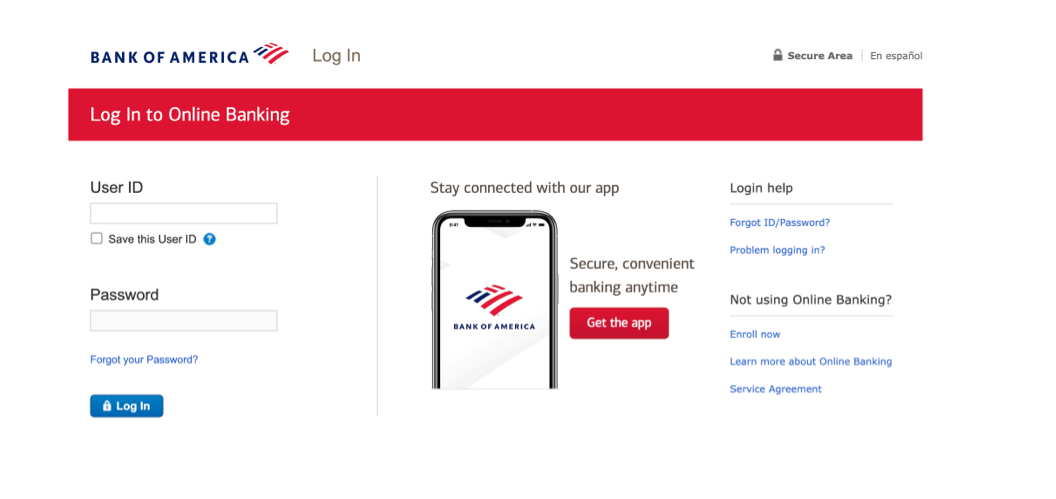 BANK OF AMERICA
Log In
Secure Area
En español
Log In to Online Banking
User ID
Save this User ID ?
Password
Forgot your Password?
Log In
Stay connected with our app
9:41
BANK OF AMERICA
Secure, convenient
banking anytime
Get the app
Login help
Forgot ID/Password?
Problem logging in?
Not using Online Banking?
Enroll now
Learn more about Online Banking
Service Agreement